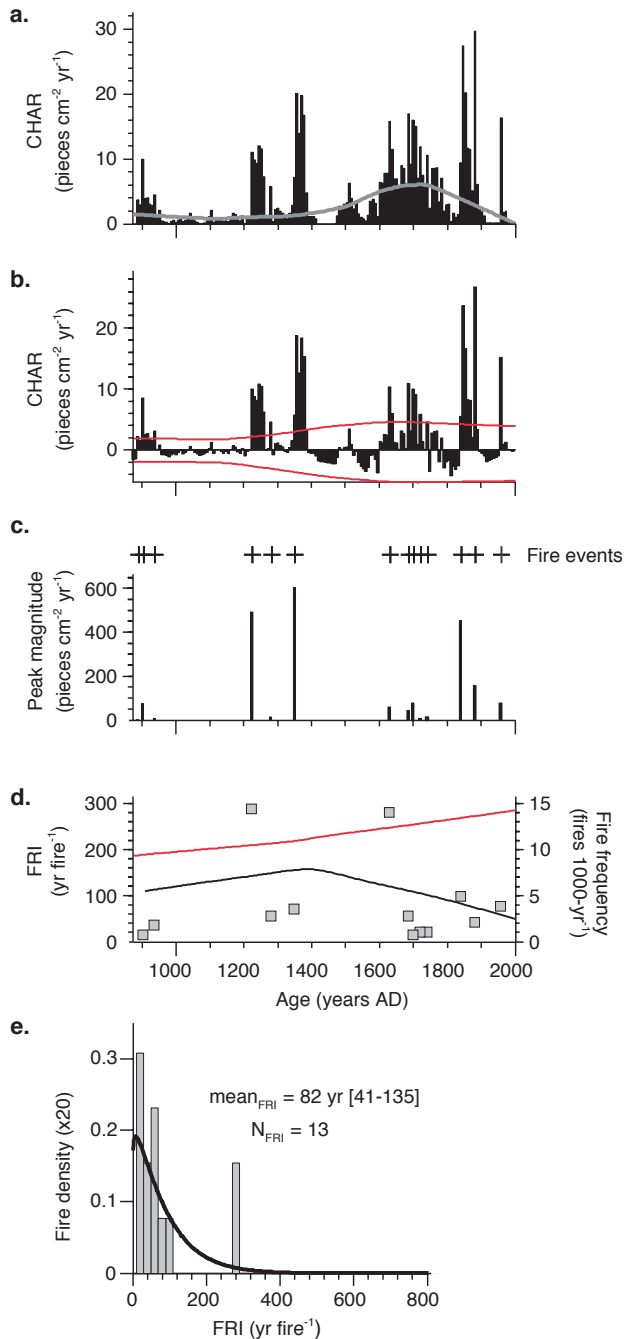 a.
CHAR
(pieces cm⁻² yr⁻¹)
30
20
10
0
b.
CHAR
(pieces cm⁻² yr⁻¹)
20
10
0
c.
Fire events
Peak magnitude
(pieces cm⁻² yr⁻¹)
600
400
200
0
d.
FRI
(yr fire⁻¹)
300
200
100
0
15
10
5
0
Fire frequency
(fires 1000-yr⁻¹)
1000
1200
1400
1600
1800
2000
Age (years AD)
e.
Fire density (x20)
0.3
0.2
0.1
0
mean_FRI = 82 yr [41-135]
N_FRI = 13
0
200
400
600
800
FRI (yr fire⁻¹)